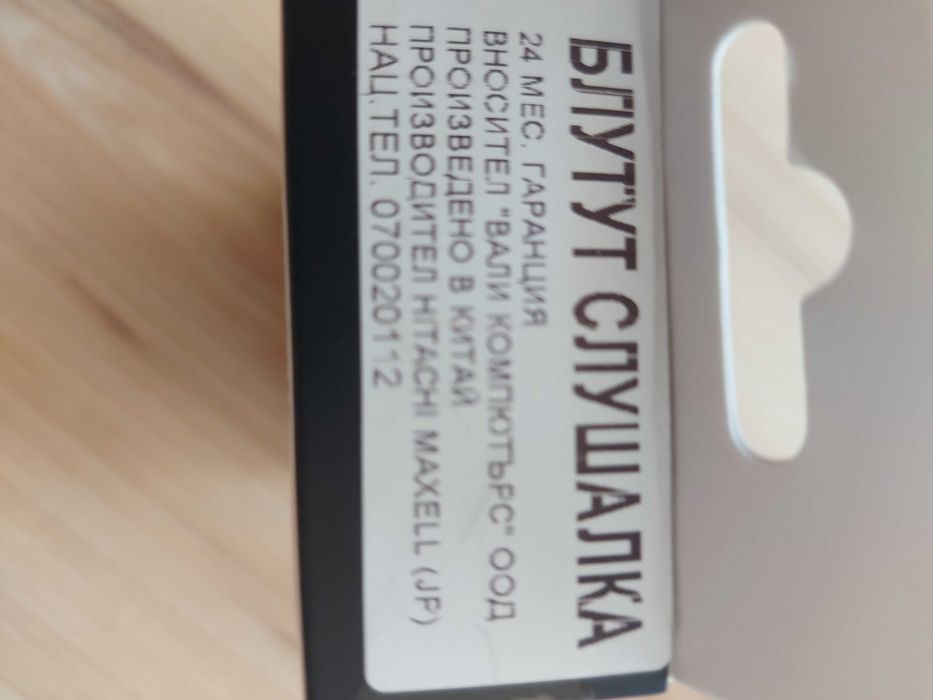 БЛУТУТ СЛУШАЛКА
24 МЕС. ГАРАНЦИЯ
ВНОСИТЕЛ "ВАЛИ КОМПЮТЪРС" ООД
ПРОИЗВЕДЕНО В КИТАЙ
ПРОИЗВОДИТЕЛ HITACHI MAXELL (JP)
НАЦ.ТЕЛ. 070020112